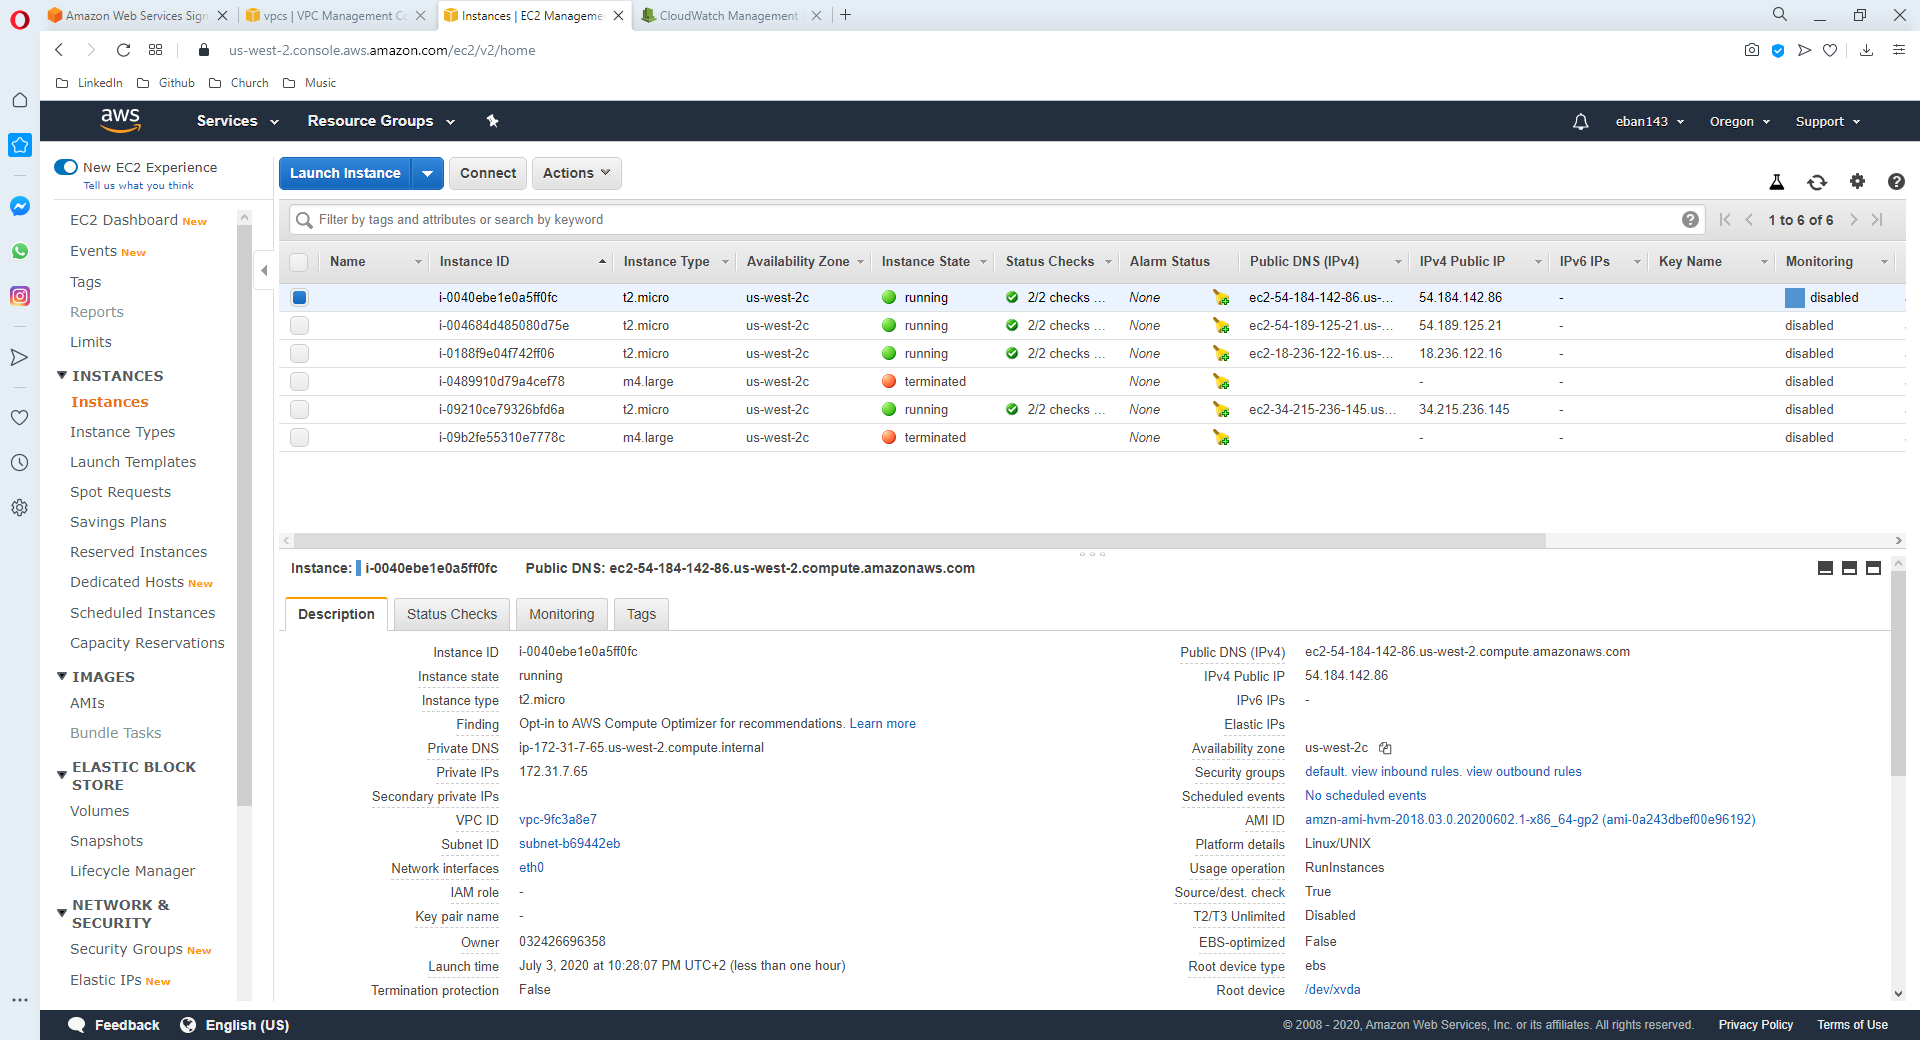 Amazon Web Services Sign
vpcs | VPC Management Co
Instances | EC2 Manageme
CloudWatch Management
us-west-2.console.aws.amazon.com/ec2/v2/home
LinkedIn Github Church Music
aws Services Resource Groups eban143 Oregon Support
New EC2 Experience
Tell us what you think
Launch Instance Connect Actions
Filter by tags and attributes or search by keyword
1 to 6 of 6
EC2 Dashboard New
Events New
Tags
Reports
Limits
INSTANCES
Instances
Instance Types
Launch Templates
Spot Requests
Savings Plans
Reserved Instances
Dedicated Hosts New
Scheduled Instances
Capacity Reservations
IMAGES
AMIs
Bundle Tasks
ELASTIC BLOCK
STORE
Volumes
Snapshots
Lifecycle Manager
NETWORK &
SECURITY
Security Groups New
Elastic IPs New
Name Instance ID Instance Type Availability Zone Instance State Status Checks Alarm Status Public DNS (IPv4) IPv4 Public IP IPv6 IPs Key Name Monitoring
i-0040ebe1e0a5ff0fc t2.micro us-west-2c running 2/2 checks ... None ec2-54-184-142-86.us-... 54.184.142.86 - disabled
i-004684d485080d75e t2.micro us-west-2c running 2/2 checks ... None ec2-54-189-125-21.us-... 54.189.125.21 - disabled
i-0188f9e04f742ff06 t2.micro us-west-2c running 2/2 checks ... None ec2-18-236-122-16.us-... 18.236.122.16 - disabled
i-0489910d79a4cef78 m4.large us-west-2c terminated None - - disabled
i-09210ce79326bfd6a t2.micro us-west-2c running 2/2 checks ... None ec2-34-215-236-145.us... 34.215.236.145 - disabled
i-09b2fe55310e7778c m4.large us-west-2c terminated None - - disabled
Instance: i-0040ebe1e0a5ff0fc Public DNS: ec2-54-184-142-86.us-west-2.compute.amazonaws.com
Description Status Checks Monitoring Tags
Instance ID i-0040ebe1e0a5ff0fc
Instance state running
Instance type t2.micro
Finding Opt-in to AWS Compute Optimizer for recommendations. Learn more
Private DNS ip-172-31-7-65.us-west-2.compute.internal
Private IPs 172.31.7.65
Secondary private IPs
VPC ID vpc-9fc3a8e7
Subnet ID subnet-b69442eb
Network interfaces eth0
IAM role -
Key pair name -
Owner 032426696358
Launch time July 3, 2020 at 10:28:07 PM UTC+2 (less than one hour)
Termination protection False
Public DNS (IPv4) ec2-54-184-142-86.us-west-2.compute.amazonaws.com
IPv4 Public IP 54.184.142.86
IPv6 IPs -
Elastic IPs
Availability zone us-west-2c
Security groups default. view inbound rules. view outbound rules
Scheduled events No scheduled events
AMI ID amzn-ami-hvm-2018.03.0.20200602.1-x86_64-gp2 (ami-0a243dbef00e96192)
Platform details Linux/UNIX
Usage operation RunInstances
Source/dest. check True
T2/T3 Unlimited Disabled
EBS-optimized False
Root device type ebs
Root device /dev/xvda
Feedback English (US) © 2008 - 2020, Amazon Web Services, Inc. or its affiliates. All rights reserved. Privacy Policy Terms of Use